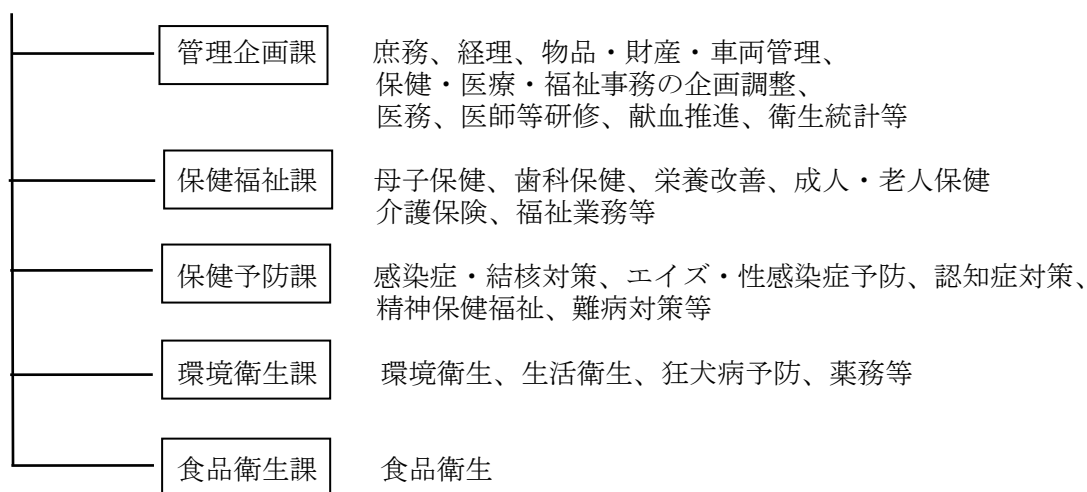 管理企画課 庶務、経理、物品・財産・車両管理、
保健・医療・福祉事務の企画調整、
医務、医師等研修、献血推進、衛生統計等
保健福祉課 母子保健、歯科保健、栄養改善、成人・老人保健
介護保険、福祉業務等
保健予防課 感染症・結核対策、エイズ・性感染症予防、認知症対策、
精神保健福祉、難病対策等
環境衛生課 環境衛生、生活衛生、狂犬病予防、薬務等
食品衛生課 食品衛生